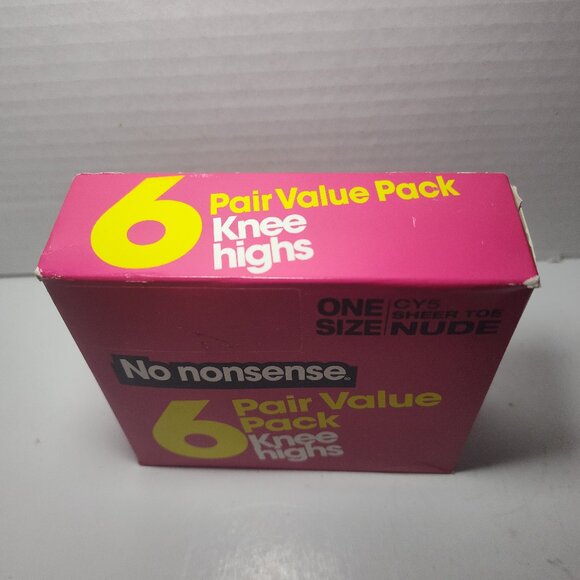 6 Pair Value Pack
Knee
highs
ONE SIZE
CY5
SHEER TOE
NUDE
No nonsense®
6 Pair Value
Pack
Knee
highs